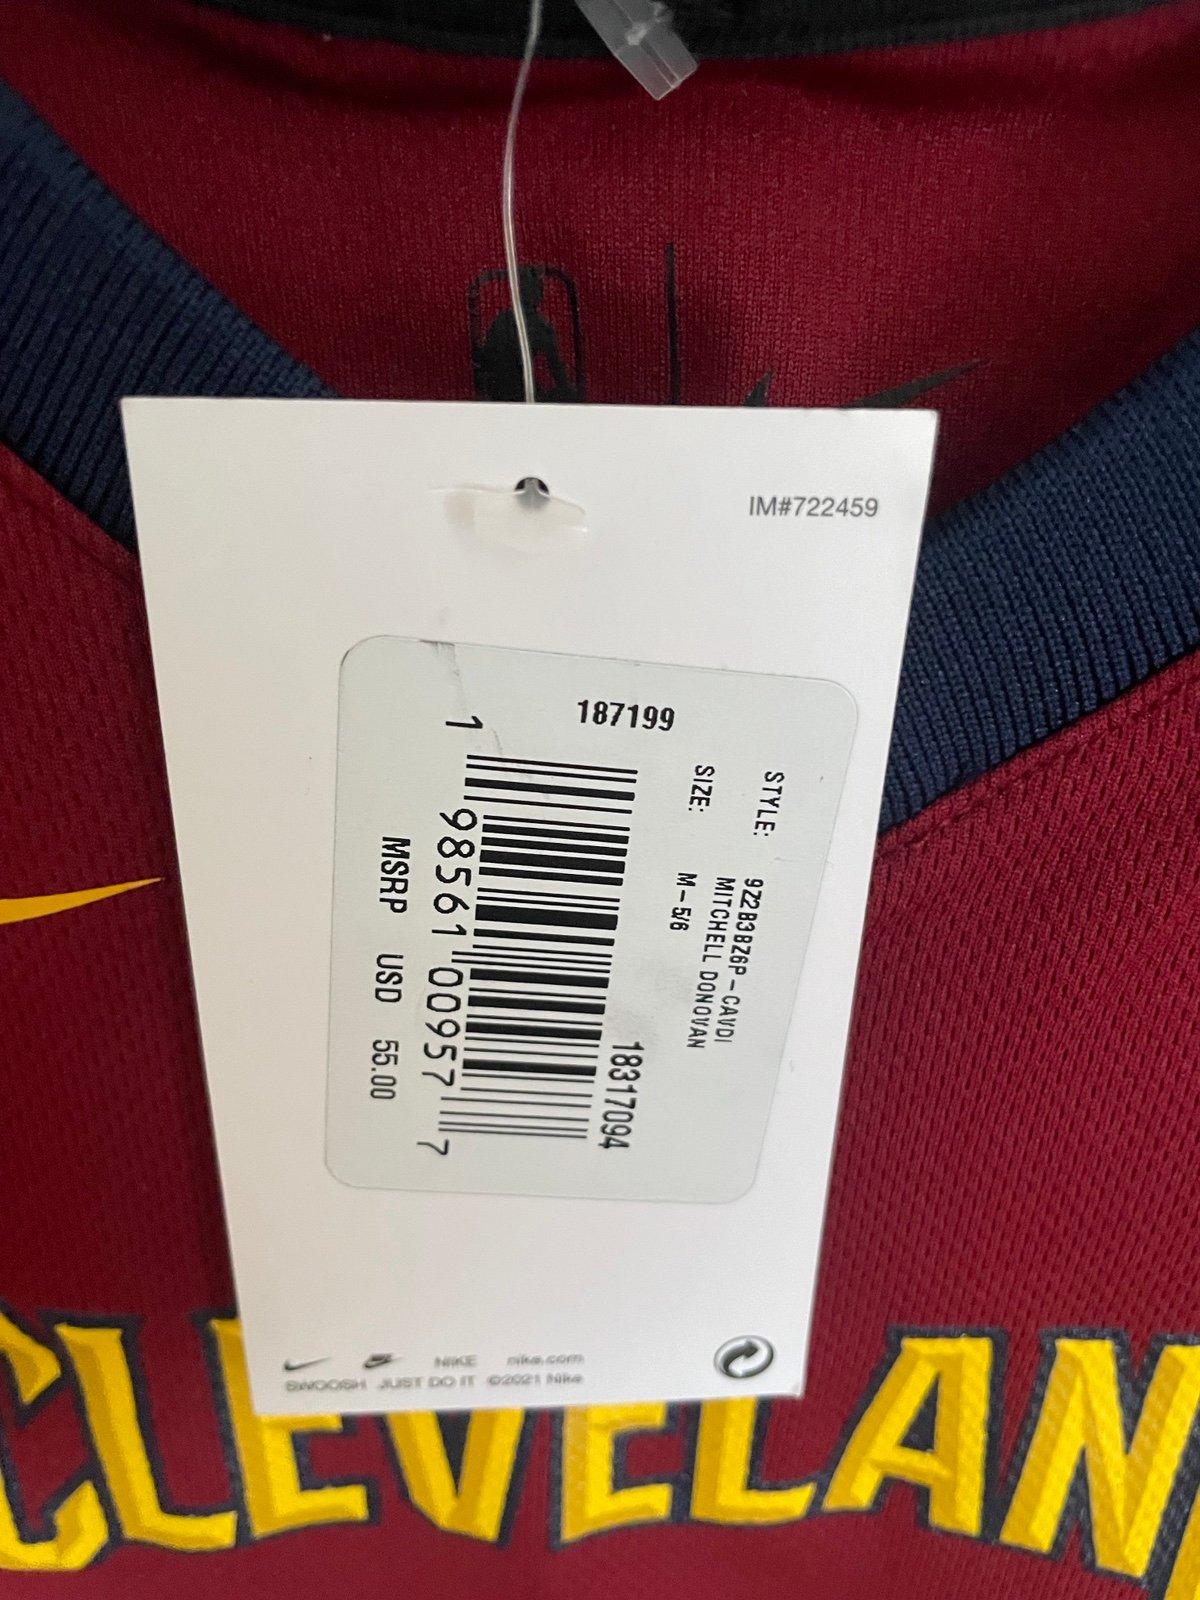 IM#722459
187199
STYLE: 9Z2B3BZ6P-CAVDI
MITCHELL DONOVAN
SIZE: M-5/6
18317094
1 98561 00957 7
MSRP USD 55.00
NIKE nike.com
SWOOSH JUST DO IT ©2021 Nike
CLEVELAN